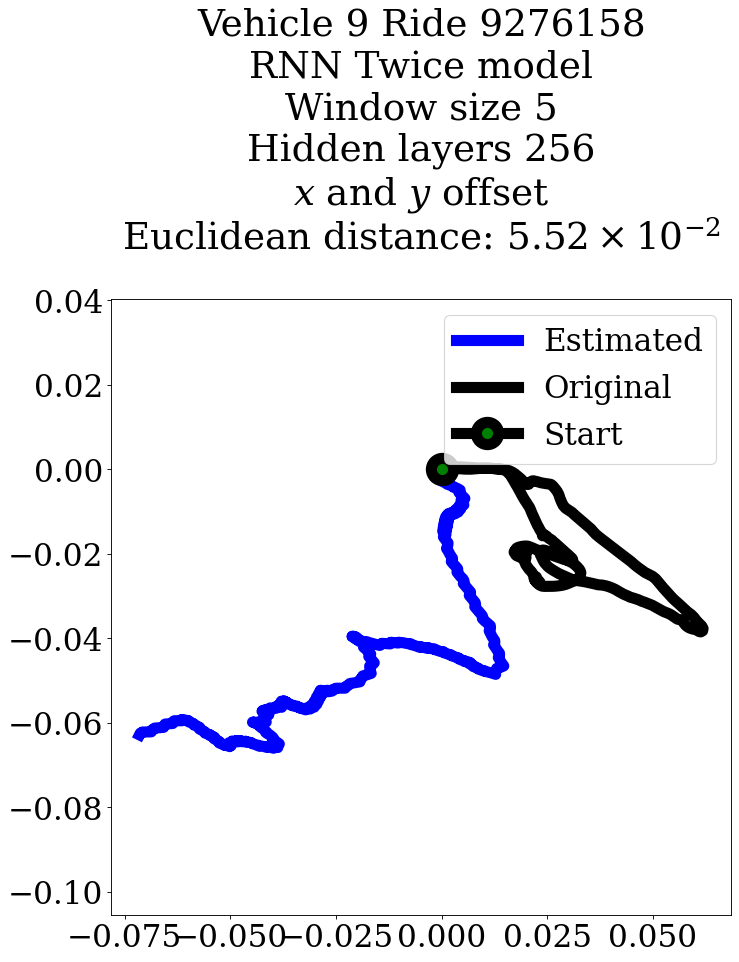 Vehicle 9 Ride 9276158
RNN Twice model
Window size 5
Hidden layers 256
x and y offset
Euclidean distance: 5.52 × 10⁻²
0.04
Estimated
0.02
Original
Start
0.00
−0.02
−0.04
−0.06
−0.08
−0.10
−0.075 −0.050 −0.025 0.000 0.025 0.050